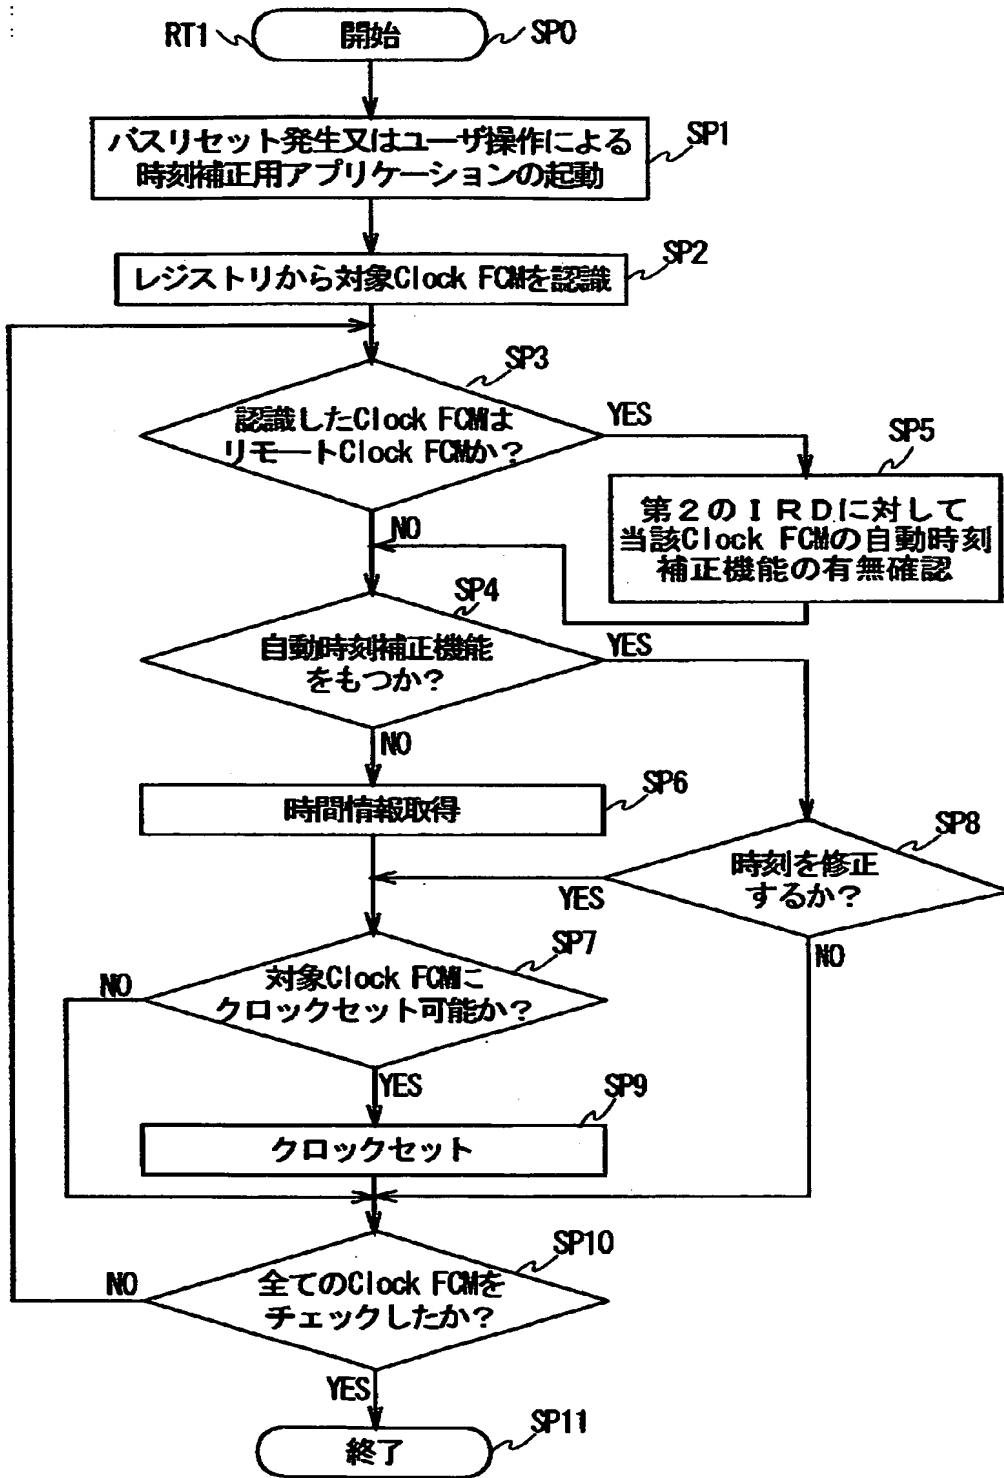 RT1
開始
SP0
バスリセット発生又はユーザ操作による
時刻補正用アプリケーションの起動
SP1
レジストリから対象Clock FCMを認識
SP2
認識したClock FCMは
リモートClock FCMか?
SP3
YES
NO
SP5
第2のIRDに対して
当該Clock FCMの自動時刻
補正機能の有無確認
自動時刻補正機能
をもつか?
SP4
YES
NO
時間情報取得
SP6
時刻を修正
するか?
SP8
YES
NO
対象Clock FCMに
クロックセット可能か?
SP7
NO
YES
クロックセット
SP9
全てのClock FCMを
チェックしたか?
SP10
NO
YES
終了
SP11